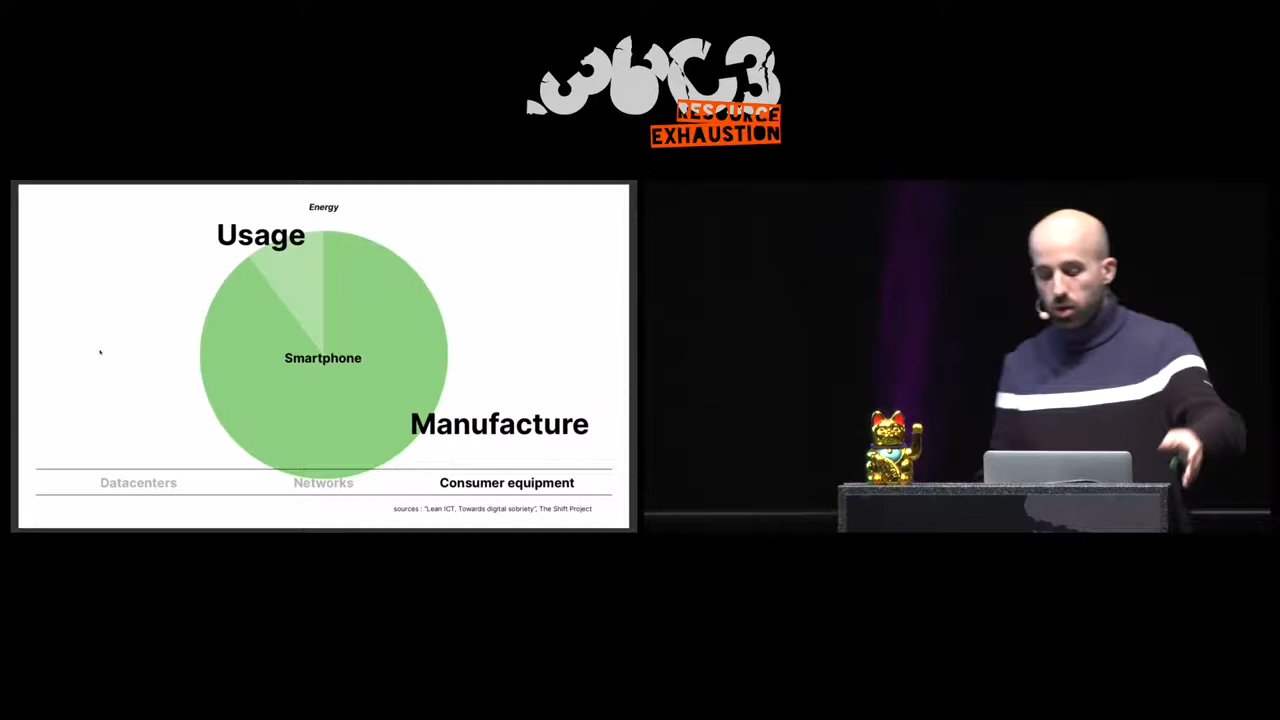 36C3
RESOURCE
EXHAUSTION
Energy
Usage
Smartphone
Manufacture
Datacenters
Networks
Consumer equipment
sources : "Lean ICT, Towards digital sobriety", The Shift Project